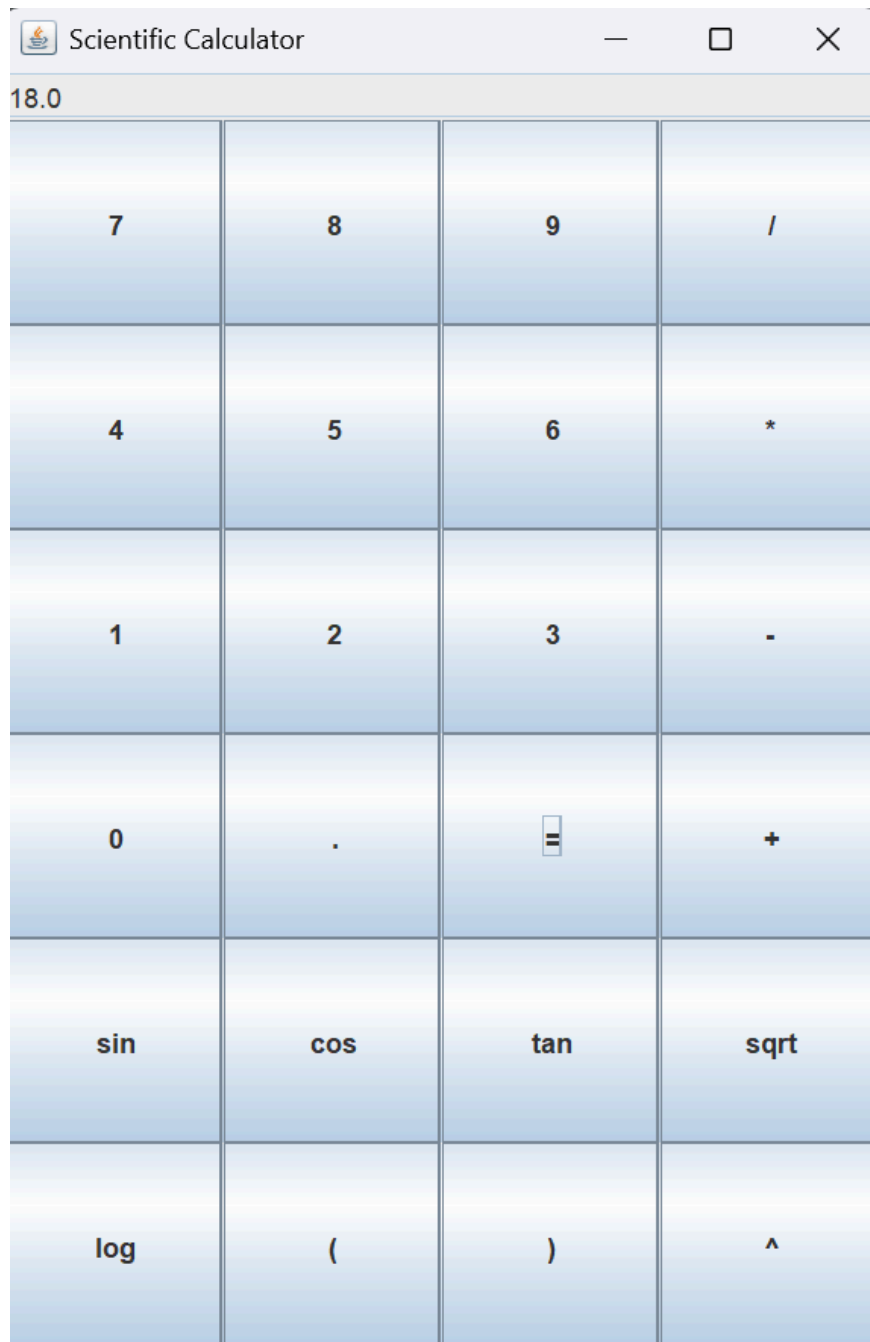 Scientific Calculator
18.0
7 8 9 /
4 5 6 *
1 2 3 -
0 . = +
sin cos tan sqrt
log ( ) ^